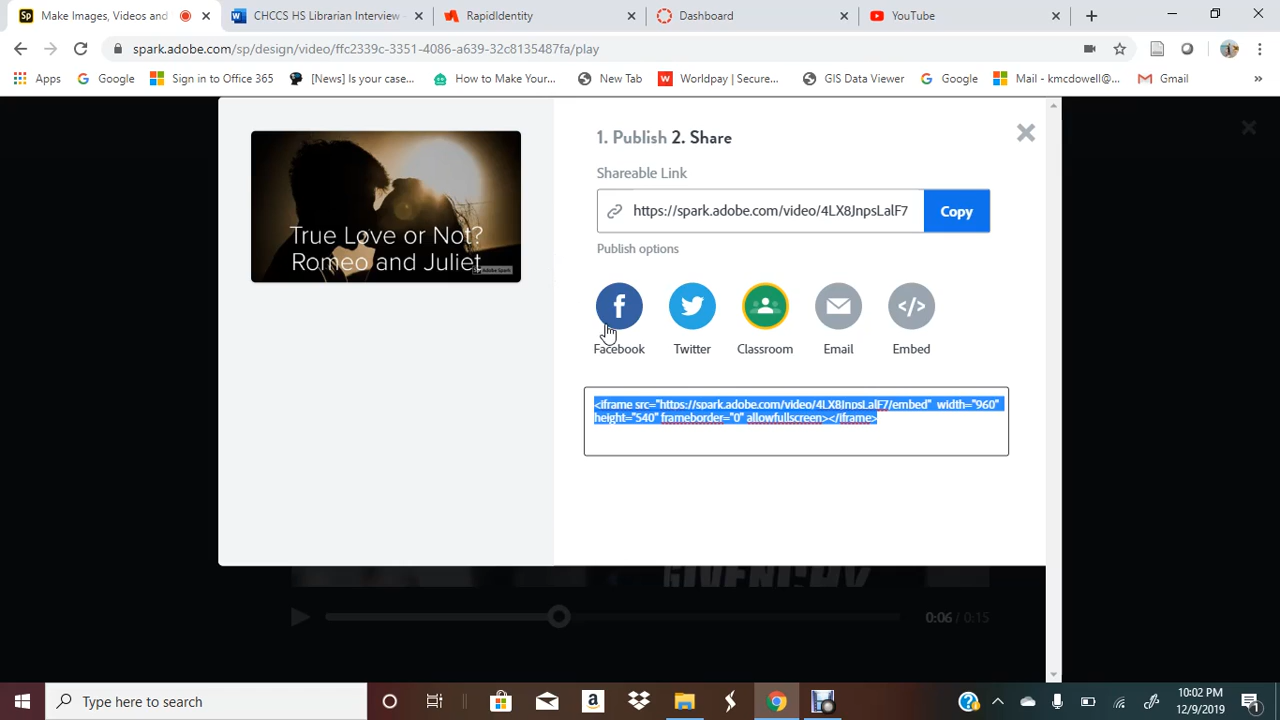 Make Images, Videos and
CHCCS HS Librarian Interview -
RapidIdentity
Dashboard
YouTube
spark.adobe.com/sp/design/video/ffc2339c-3351-4086-a639-32c8135487fa/play
Apps
Google
Sign in to Office 365
[News] Is your case...
How to Make Your...
New Tab
Worldpay | Secure...
GIS Data Viewer
Google
Mail - kmcdowell@...
Gmail
»
1. Publish 2. Share
Shareable Link
https://spark.adobe.com/video/4LX8JnpsLalF7
Copy
Publish options
True Love or Not?
Romeo and Juliet
Sp Adobe Spark
Facebook
Twitter
Classroom
Email
Embed
<iframe src="https://spark.adobe.com/video/4LX8JnpsLalF7/embed" width="960"
height="540" frameborder="0" allowfullscreen></iframe>
GIVENCHY
0:06 / 0:15
Type here to search
10:02 PM
12/9/2019